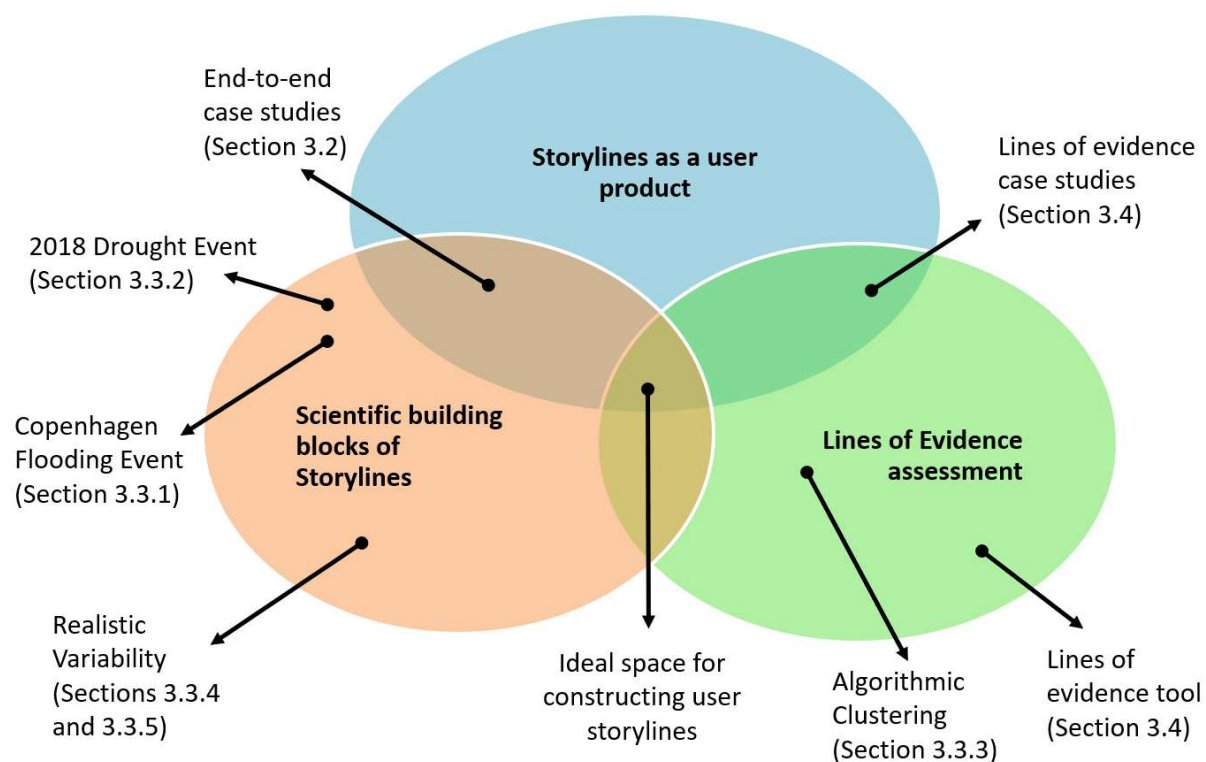 End-to-end
case studies
(Section 3.2)
Storylines as a user
product
Lines of evidence
case studies
(Section 3.4)
2018 Drought Event
(Section 3.3.2)
Copenhagen
Flooding Event
(Section 3.3.1)
Scientific building
blocks of
Storylines
Lines of Evidence
assessment
Realistic
Variability
(Sections 3.3.4
and 3.3.5)
Ideal space for
constructing user
storylines
Algorithmic
Clustering
(Section 3.3.3)
Lines of
evidence tool
(Section 3.4)